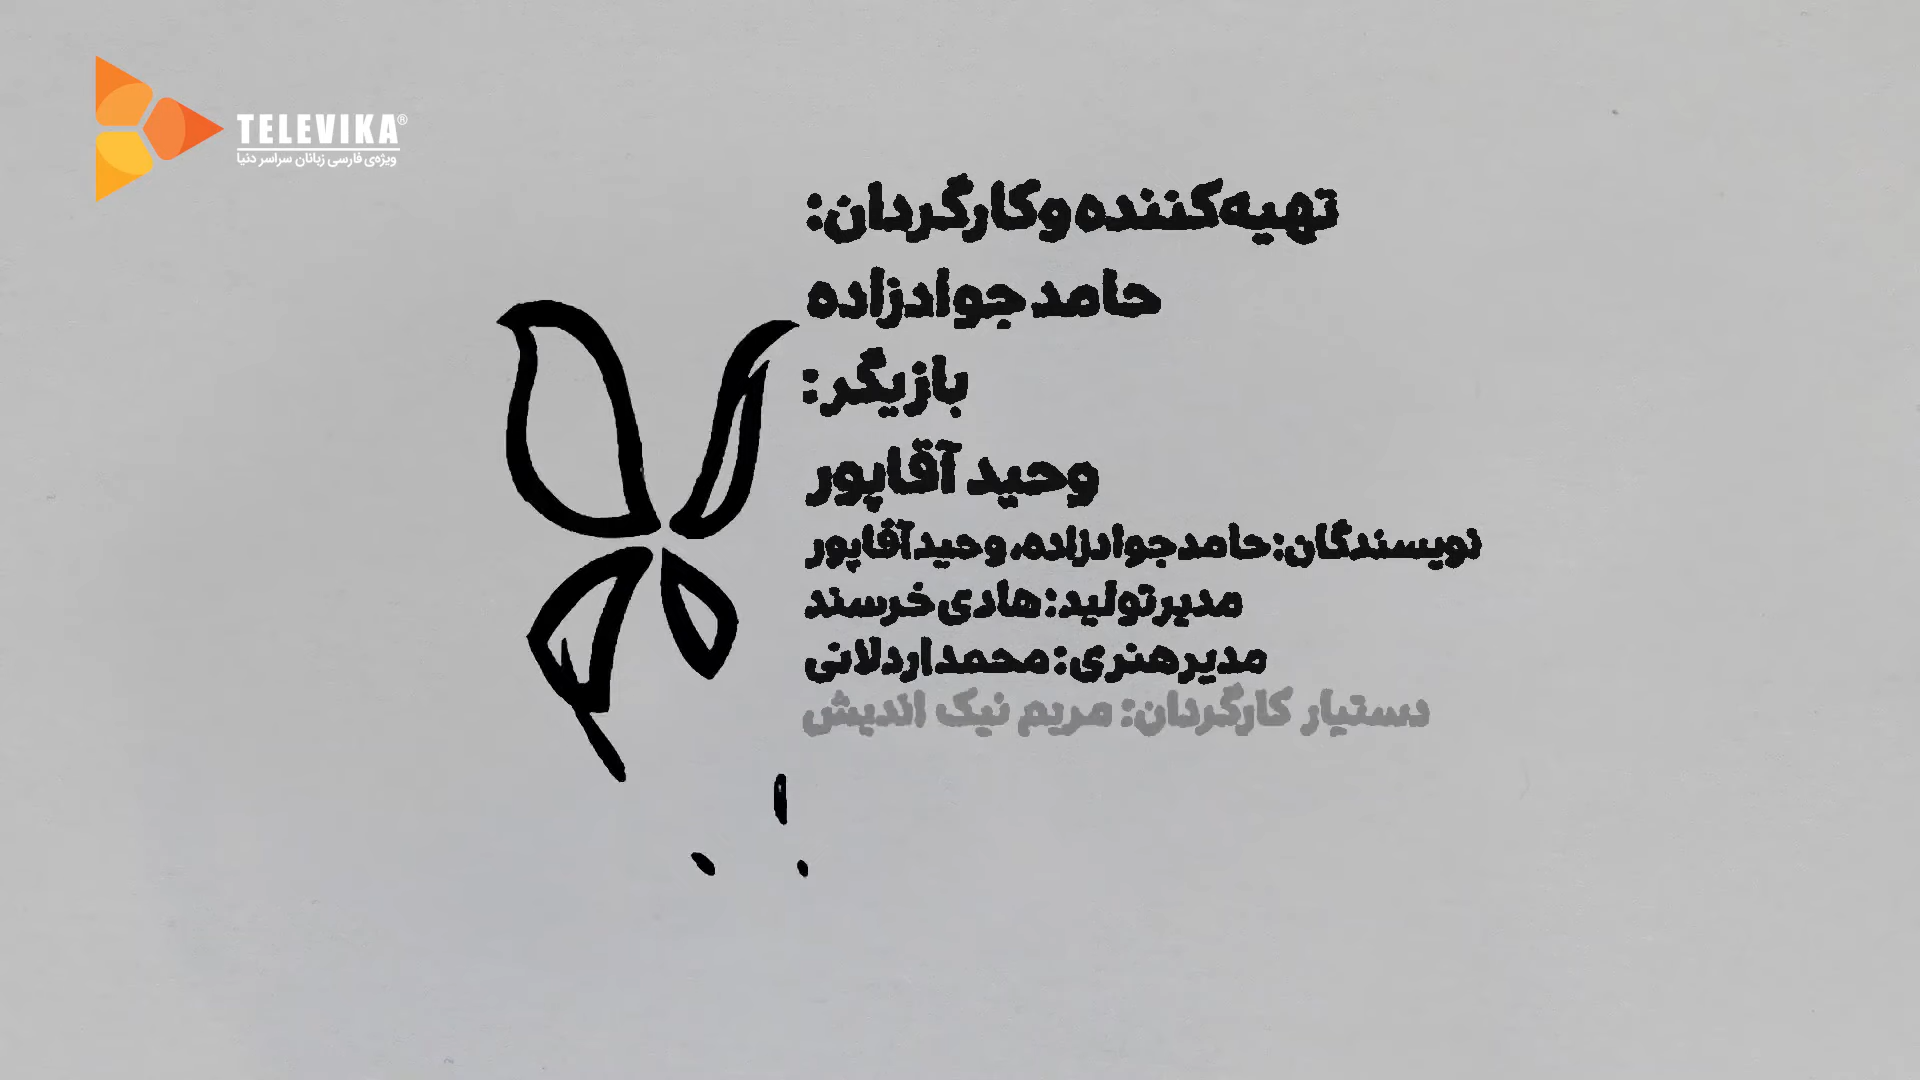 TELEVIKA®
ویژه‌ی فارسی زبانان سراسر دنیا
تهیه‌کننده و کارگردان:
حامد جوادزاده
بازیگر:
وحید آقاپور
نویسندگان: حامد جوادزاده، وحید آقاپور
مدیر تولید: هادی خرسند
مدیر هنری: محمد اردلانی
دستیار کارگردان: مریم نیک اندیش